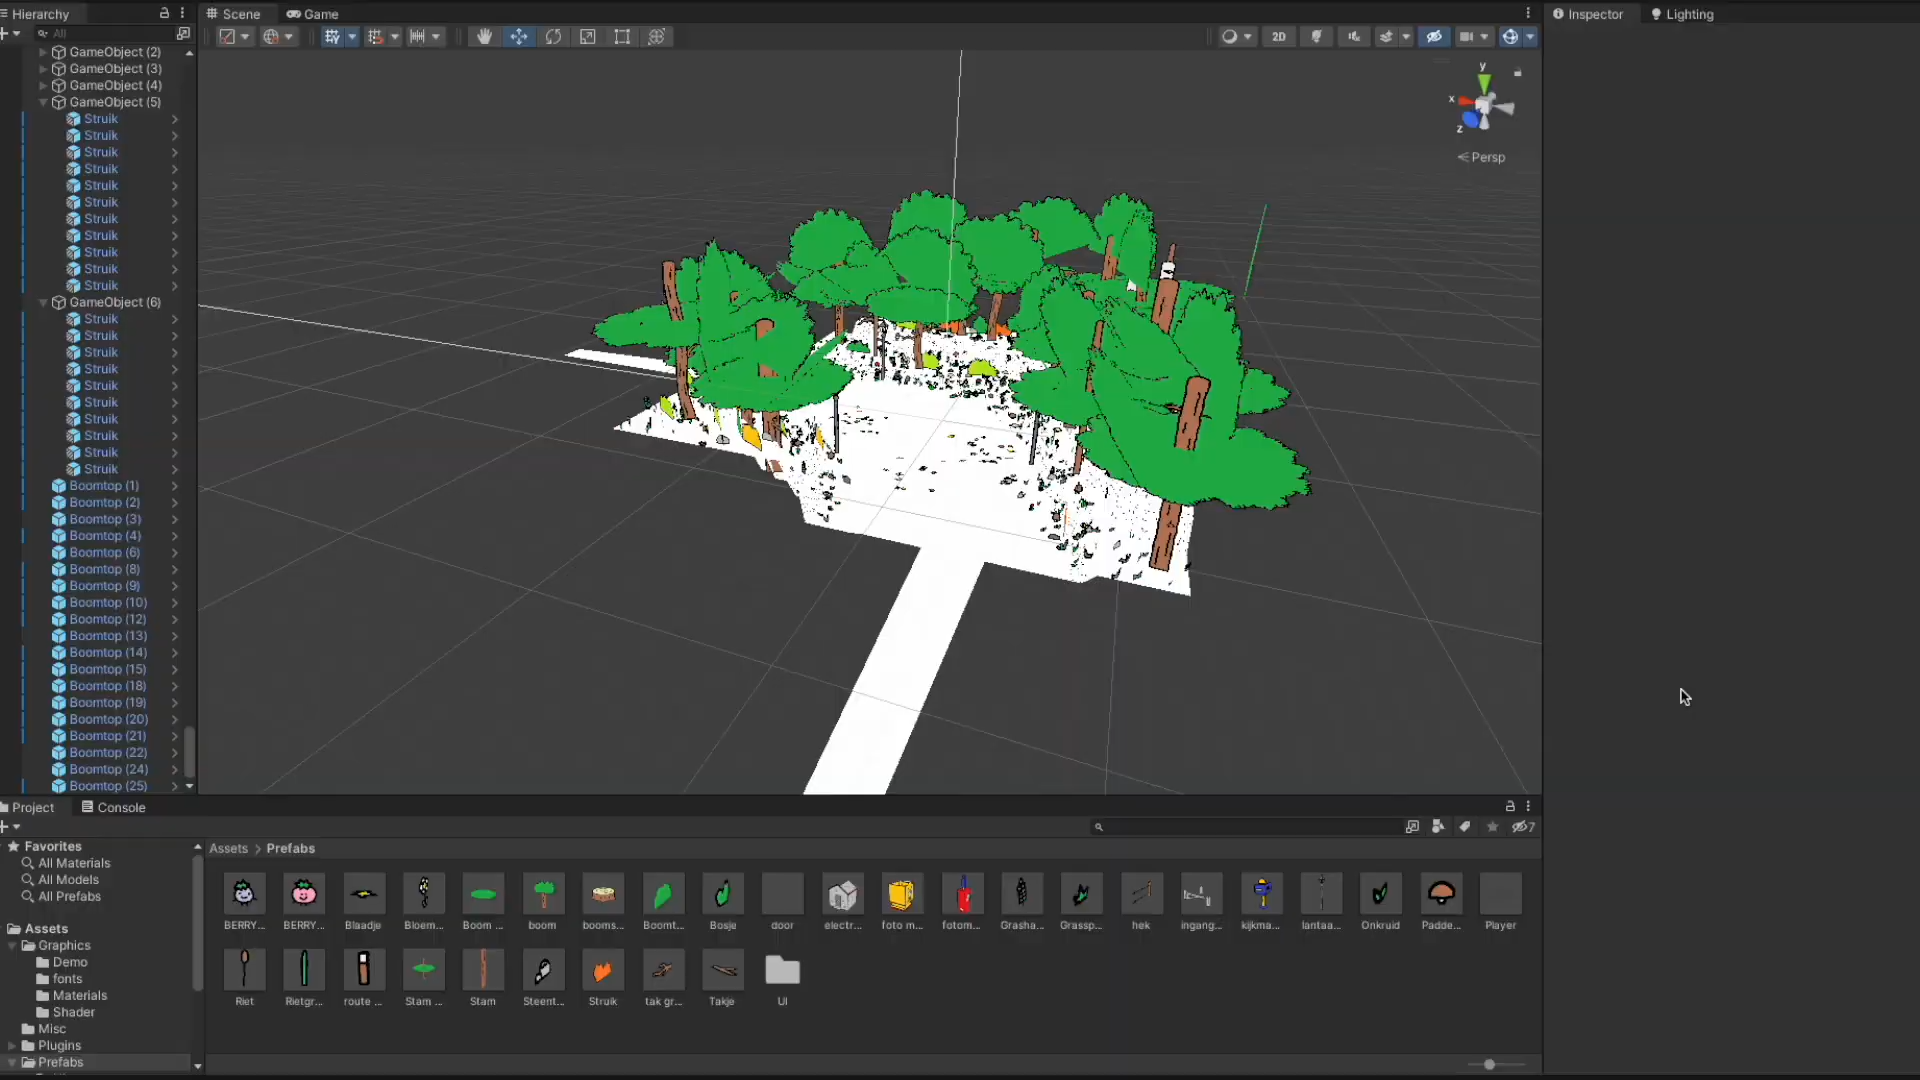 Hierarchy
Scene
Game
Inspector
Lighting
All
2D
GameObject (2)
GameObject (3)
GameObject (4)
GameObject (5)
Struik
Struik
Struik
Struik
Struik
Struik
Struik
Struik
Struik
Struik
Struik
GameObject (6)
Struik
Struik
Struik
Struik
Struik
Struik
Struik
Struik
Struik
Struik
Boomtop (1)
Boomtop (2)
Boomtop (3)
Boomtop (4)
Boomtop (6)
Boomtop (8)
Boomtop (9)
Boomtop (10)
Boomtop (12)
Boomtop (13)
Boomtop (14)
Boomtop (15)
Boomtop (18)
Boomtop (19)
Boomtop (20)
Boomtop (21)
Boomtop (22)
Boomtop (24)
Boomtop (25)
y
x
z
Persp
Project
Console
7
Favorites
All Materials
All Models
All Prefabs
Assets
Graphics
Demo
fonts
Materials
Shader
Misc
Plugins
Prefabs
Assets > Prefabs
BERRY... BERRY... Blaadje Bloem... Boom ... boom booms... Boomt... Bosje door electr... foto m... fotom... Grasha... Grassp... hek ingang... kijkma... lantaa... Onkruid Padde... Player
Riet Rietgr... route ... Stam ... Stam Steent... Struik tak gr... Takje UI